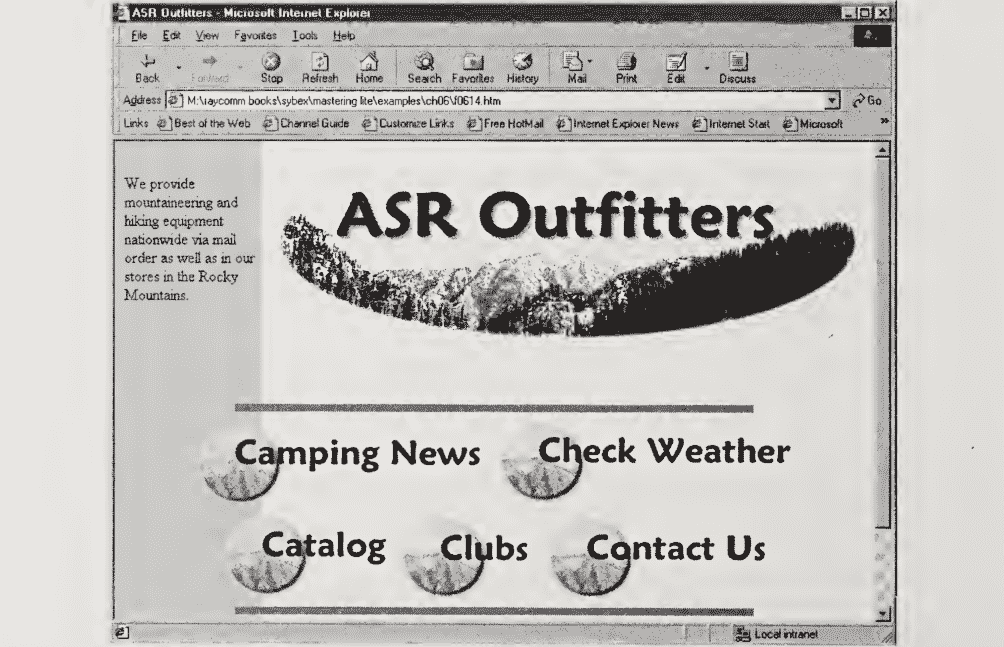 ASR Outfitters - Microsoft Internet Explorer
File Edit View Favorites Tools Help
Back Forward Stop Refresh Home Search Favorites History Mail Print Edit Discuss
Address M:\raycomm books\sybex\mastering lite\examples\ch06\f0614.htm Go
Links Best of the Web Channel Guide Customize Links Free HotMail Internet Explorer News Internet Start Microsoft »
We provide
mountaineering and
hiking equipment
nationwide via mail
order as well as in our
stores in the Rocky
Mountains.
ASR Outfitters
Camping News Check Weather
Catalog Clubs Contact Us
Local intranet